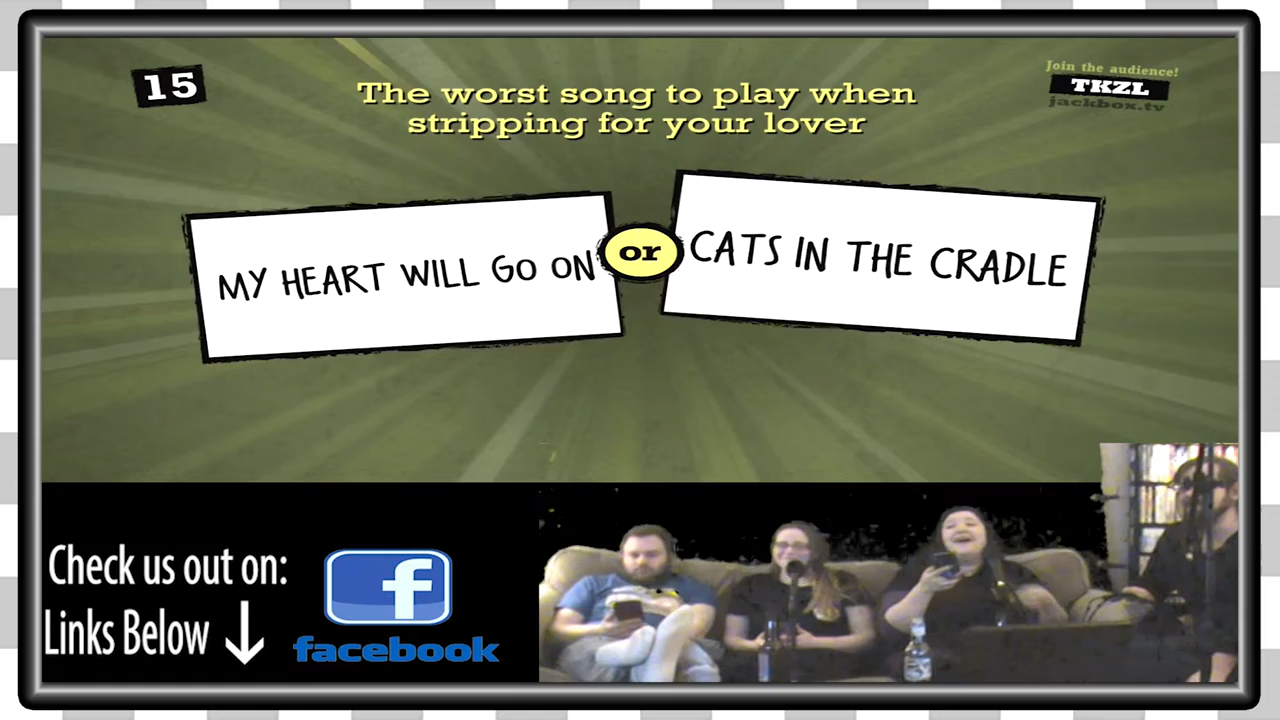 15
The worst song to play when
stripping for your lover
Join the audience!
TKZL
jackbox.tv
MY HEART WILL GO ON
or
CATS IN THE CRADLE
Check us out on:
Links Below
f
facebook